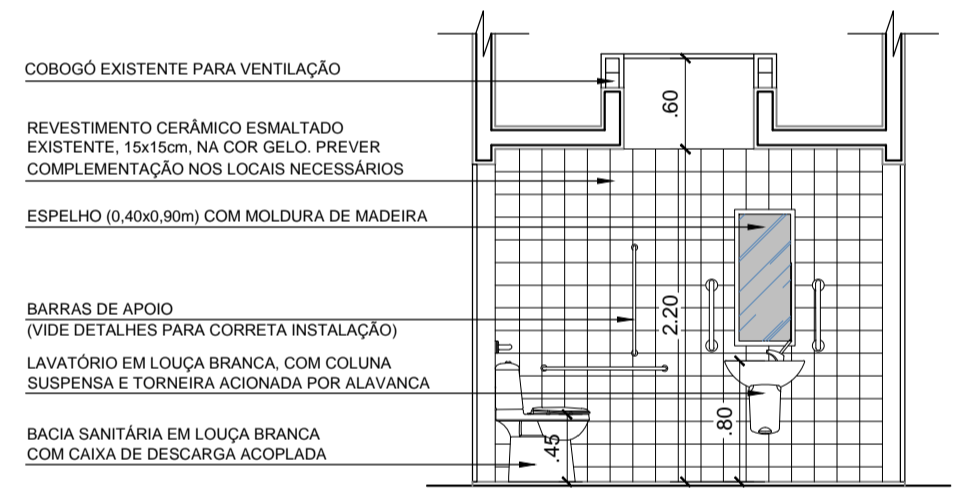 COBOGÓ EXISTENTE PARA VENTILAÇÃO
REVESTIMENTO CERÂMICO ESMALTADO
EXISTENTE, 15x15cm, NA COR GELO. PREVER
COMPLEMENTAÇÃO NOS LOCAIS NECESSÁRIOS
ESPELHO (0,40x0,90m) COM MOLDURA DE MADEIRA
BARRAS DE APOIO
(VIDE DETALHES PARA CORRETA INSTALAÇÃO)
LAVATÓRIO EM LOUÇA BRANCA, COM COLUNA
SUSPENSA E TORNEIRA ACIONADA POR ALAVANCA
BACIA SANITÁRIA EM LOUÇA BRANCA
COM CAIXA DE DESCARGA ACOPLADA
.60
2.20
.80
.45